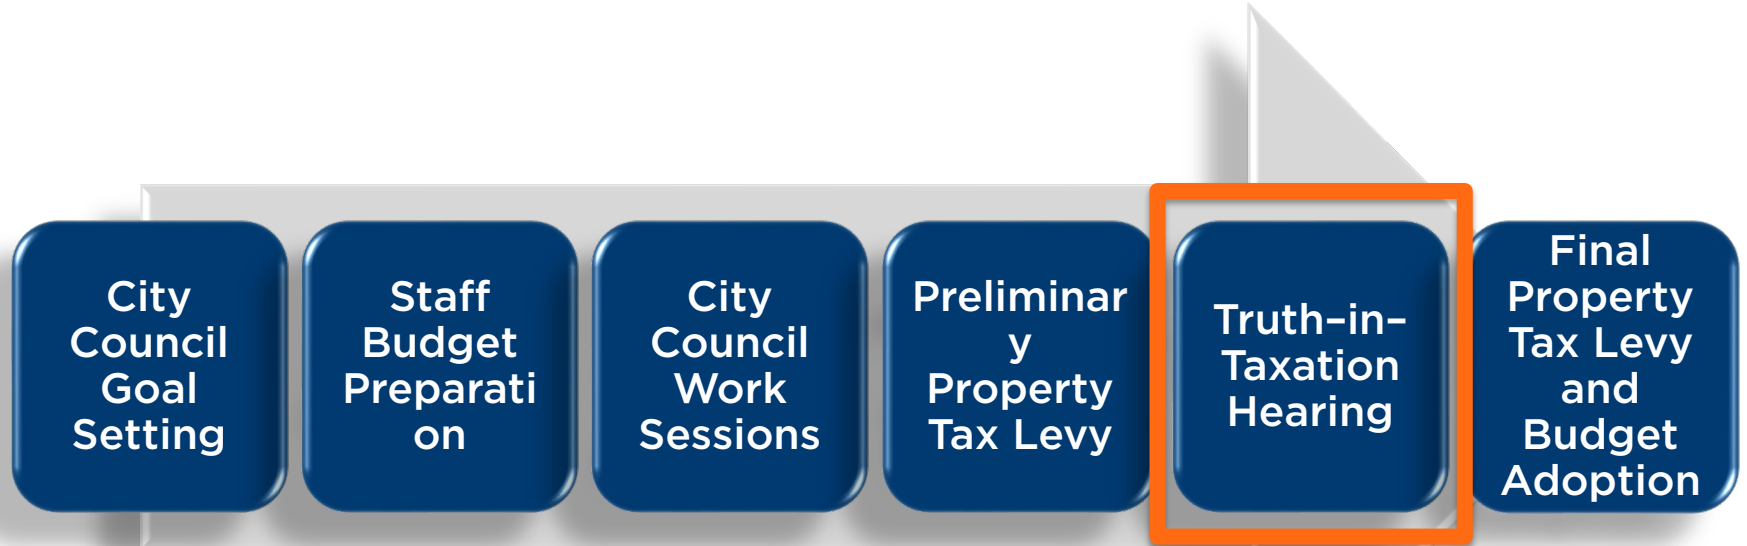 City
Council
Goal
Setting
Staff
Budget
Preparati
on
City
Council
Work
Sessions
Preliminar
y
Property
Tax Levy
Truth–in–
Taxation
Hearing
Final
Property
Tax Levy
and
Budget
Adoption